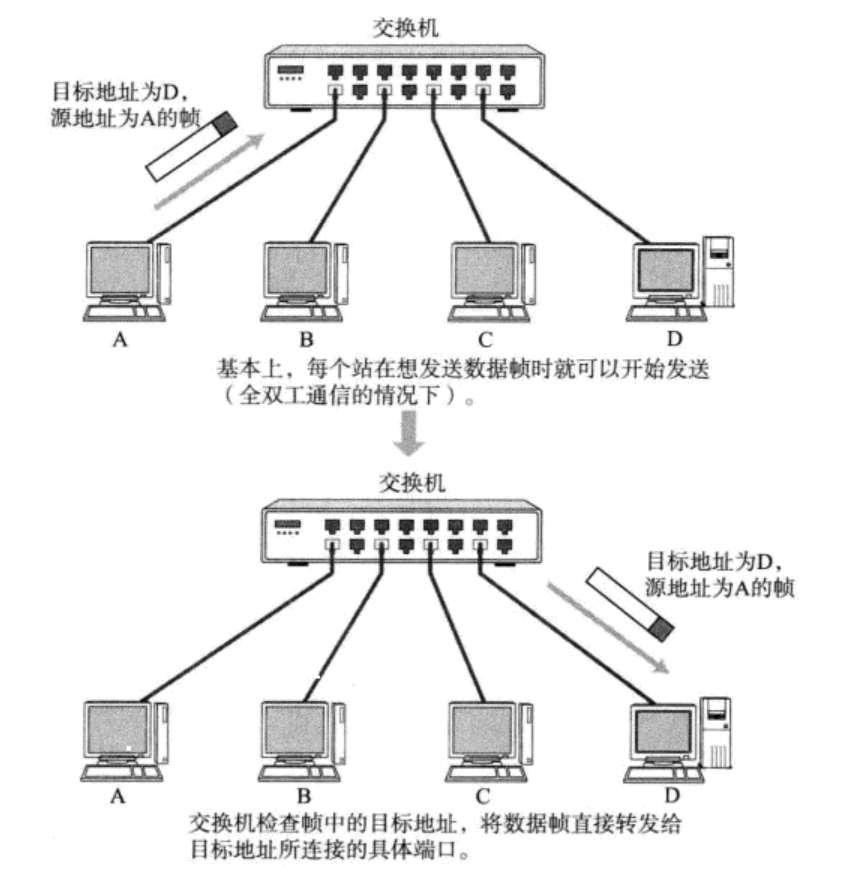 交换机
目标地址为D，
源地址为A的帧
A
B
C
D
基本上，每个站在想发送数据帧时就可以开始发送
（全双工通信的情况下）。
交换机
目标地址为D，
源地址为A的帧
A
B
C
D
交换机检查帧中的目标地址，将数据帧直接转发给
目标地址所连接的具体端口。